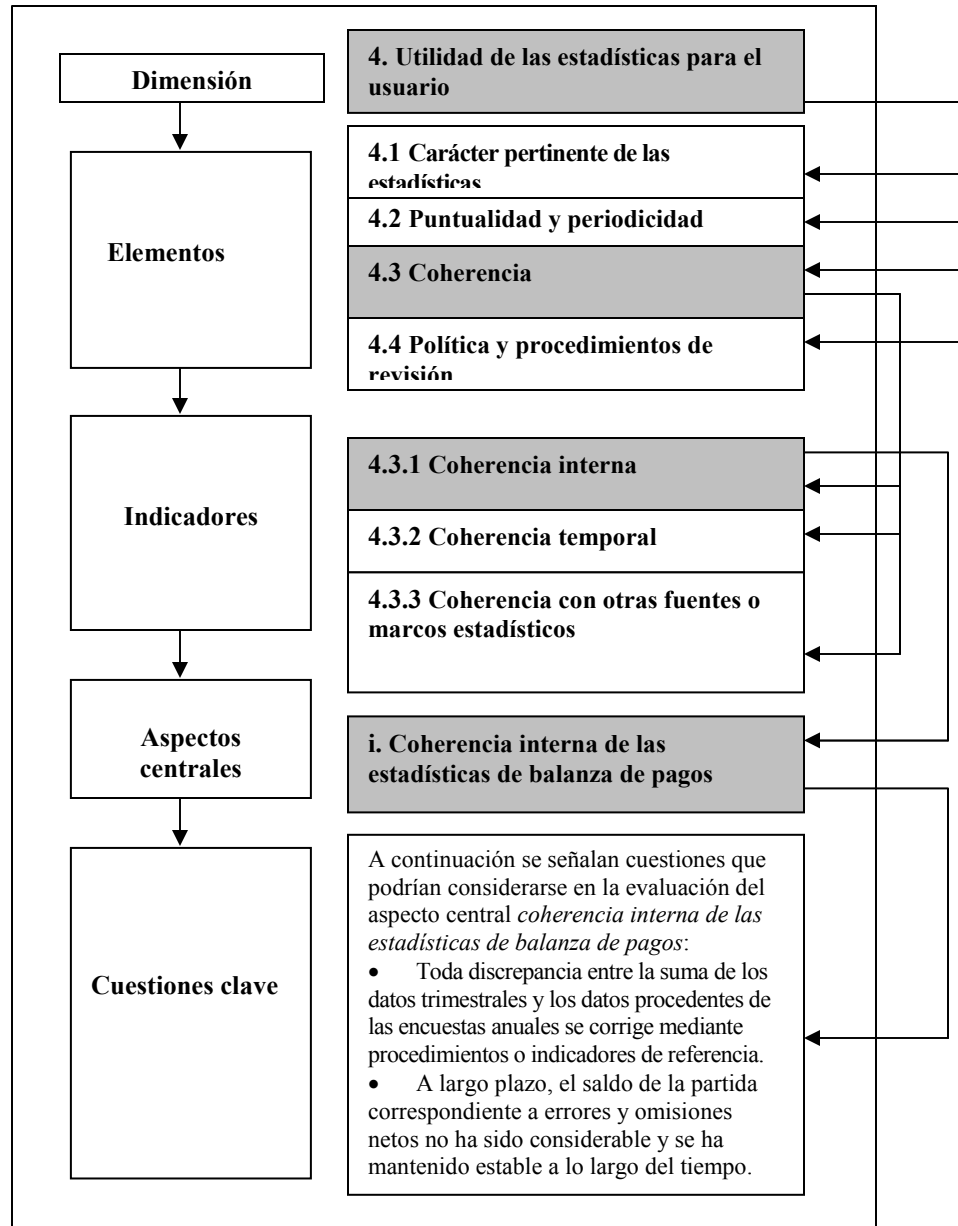 Dimensión
4. Utilidad de las estadísticas para el
usuario
Elementos
4.1 Carácter pertinente de las
estadísticas
4.2 Puntualidad y periodicidad
4.3 Coherencia
4.4 Política y procedimientos de
revisión
Indicadores
4.3.1 Coherencia interna
4.3.2 Coherencia temporal
4.3.3 Coherencia con otras fuentes o
marcos estadísticos
Aspectos
centrales
i. Coherencia interna de las
estadísticas de balanza de pagos
Cuestiones clave
A continuación se señalan cuestiones que
podrían considerarse en la evaluación del
aspecto central coherencia interna de las
estadísticas de balanza de pagos:
• Toda discrepancia entre la suma de los
datos trimestrales y los datos procedentes de
las encuestas anuales se corrige mediante
procedimientos o indicadores de referencia.
• A largo plazo, el saldo de la partida
correspondiente a errores y omisiones
netos no ha sido considerable y se ha
mantenido estable a lo largo del tiempo.